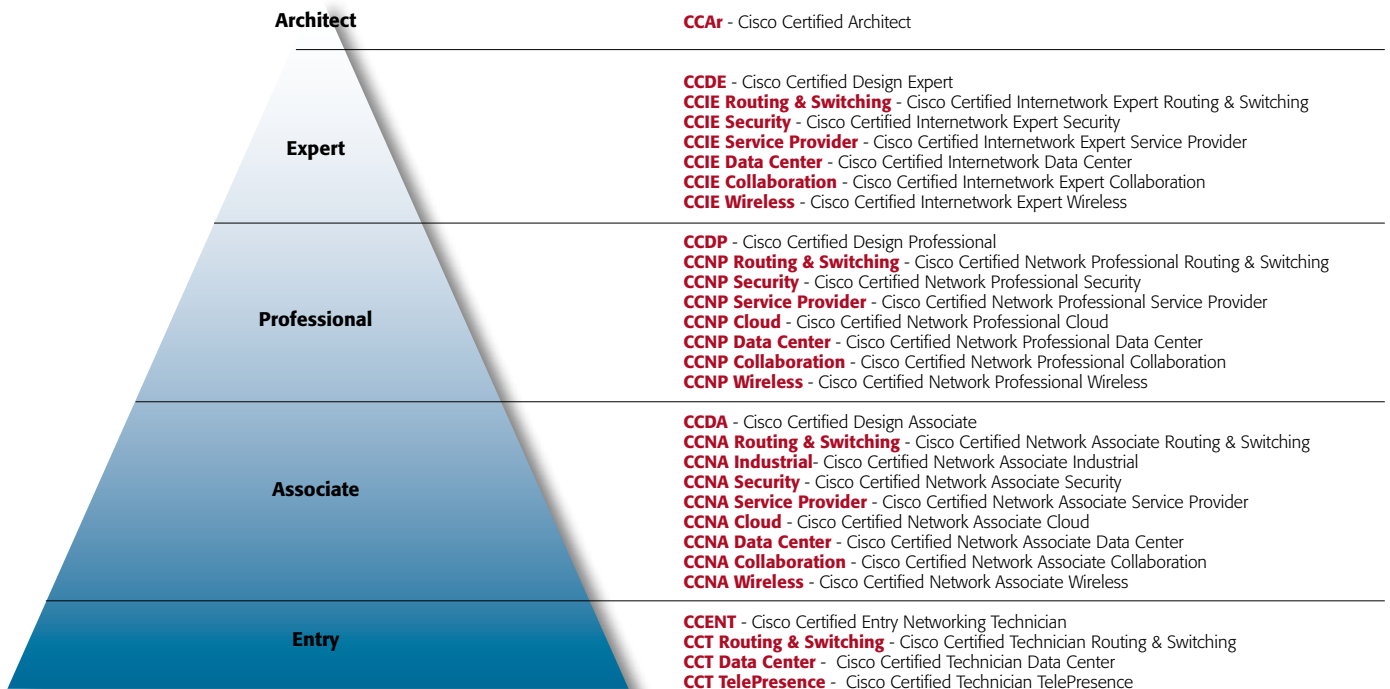 Architect
CCAr - Cisco Certified Architect
Expert
CCDE - Cisco Certified Design Expert
CCIE Routing & Switching - Cisco Certified Internetwork Expert Routing & Switching
CCIE Security - Cisco Certified Internetwork Expert Security
CCIE Service Provider - Cisco Certified Internetwork Expert Service Provider
CCIE Data Center - Cisco Certified Internetwork Data Center
CCIE Collaboration - Cisco Certified Internetwork Expert Collaboration
CCIE Wireless - Cisco Certified Internetwork Expert Wireless
Professional
CCDP - Cisco Certified Design Professional
CCNP Routing & Switching - Cisco Certified Network Professional Routing & Switching
CCNP Security - Cisco Certified Network Professional Security
CCNP Service Provider - Cisco Certified Network Professional Service Provider
CCNP Cloud - Cisco Certified Network Professional Cloud
CCNP Data Center - Cisco Certified Network Professional Data Center
CCNP Collaboration - Cisco Certified Network Professional Collaboration
CCNP Wireless - Cisco Certified Network Professional Wireless
Associate
CCDA - Cisco Certified Design Associate
CCNA Routing & Switching - Cisco Certified Network Associate Routing & Switching
CCNA Industrial- Cisco Certified Network Associate Industrial
CCNA Security - Cisco Certified Network Associate Security
CCNA Service Provider - Cisco Certified Network Associate Service Provider
CCNA Cloud - Cisco Certified Network Associate Cloud
CCNA Data Center - Cisco Certified Network Associate Data Center
CCNA Collaboration - Cisco Certified Network Associate Collaboration
CCNA Wireless - Cisco Certified Network Associate Wireless
Entry
CCENT - Cisco Certified Entry Networking Technician
CCT Routing & Switching - Cisco Certified Technician Routing & Switching
CCT Data Center - Cisco Certified Technician Data Center
CCT TelePresence - Cisco Certified Technician TelePresence